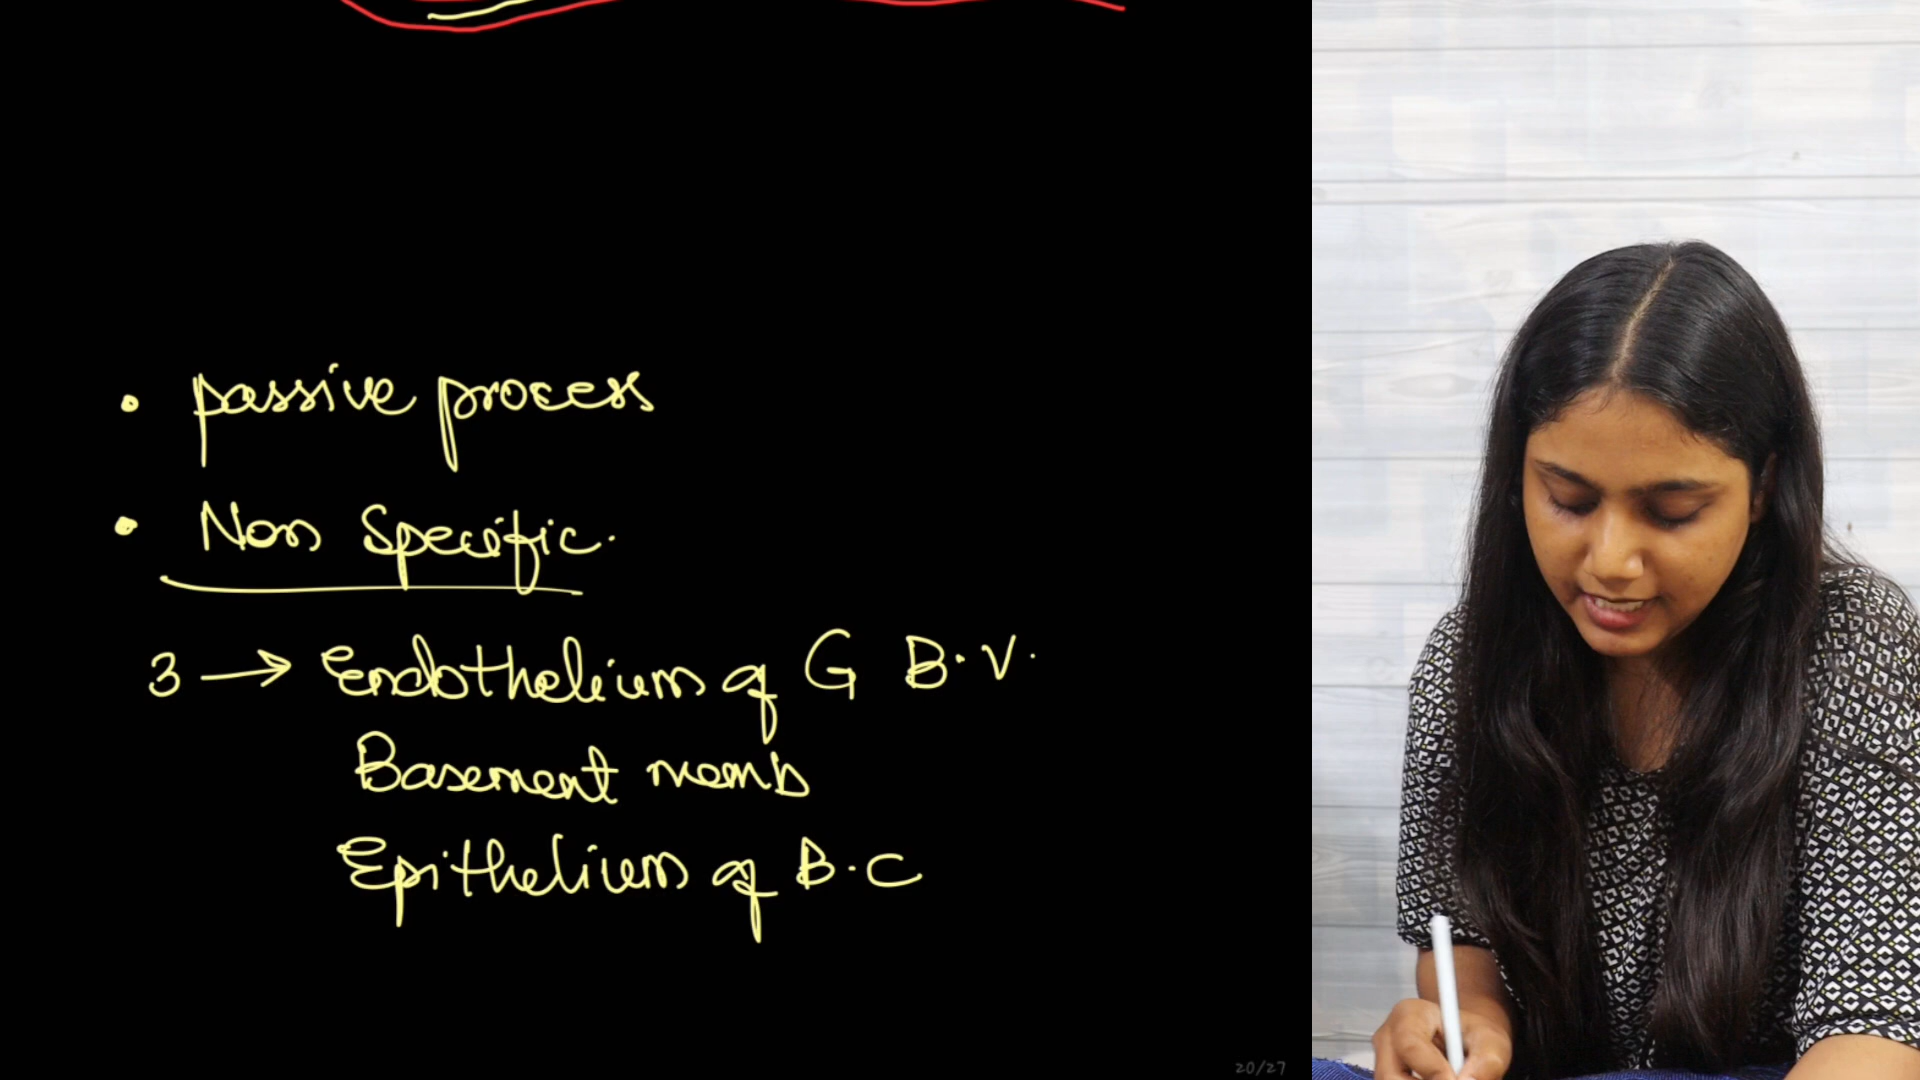 • passive process
• Non Specific.
3 → Endothelium of G B.V.
Basement memb
Epithelium of B.C
20/27